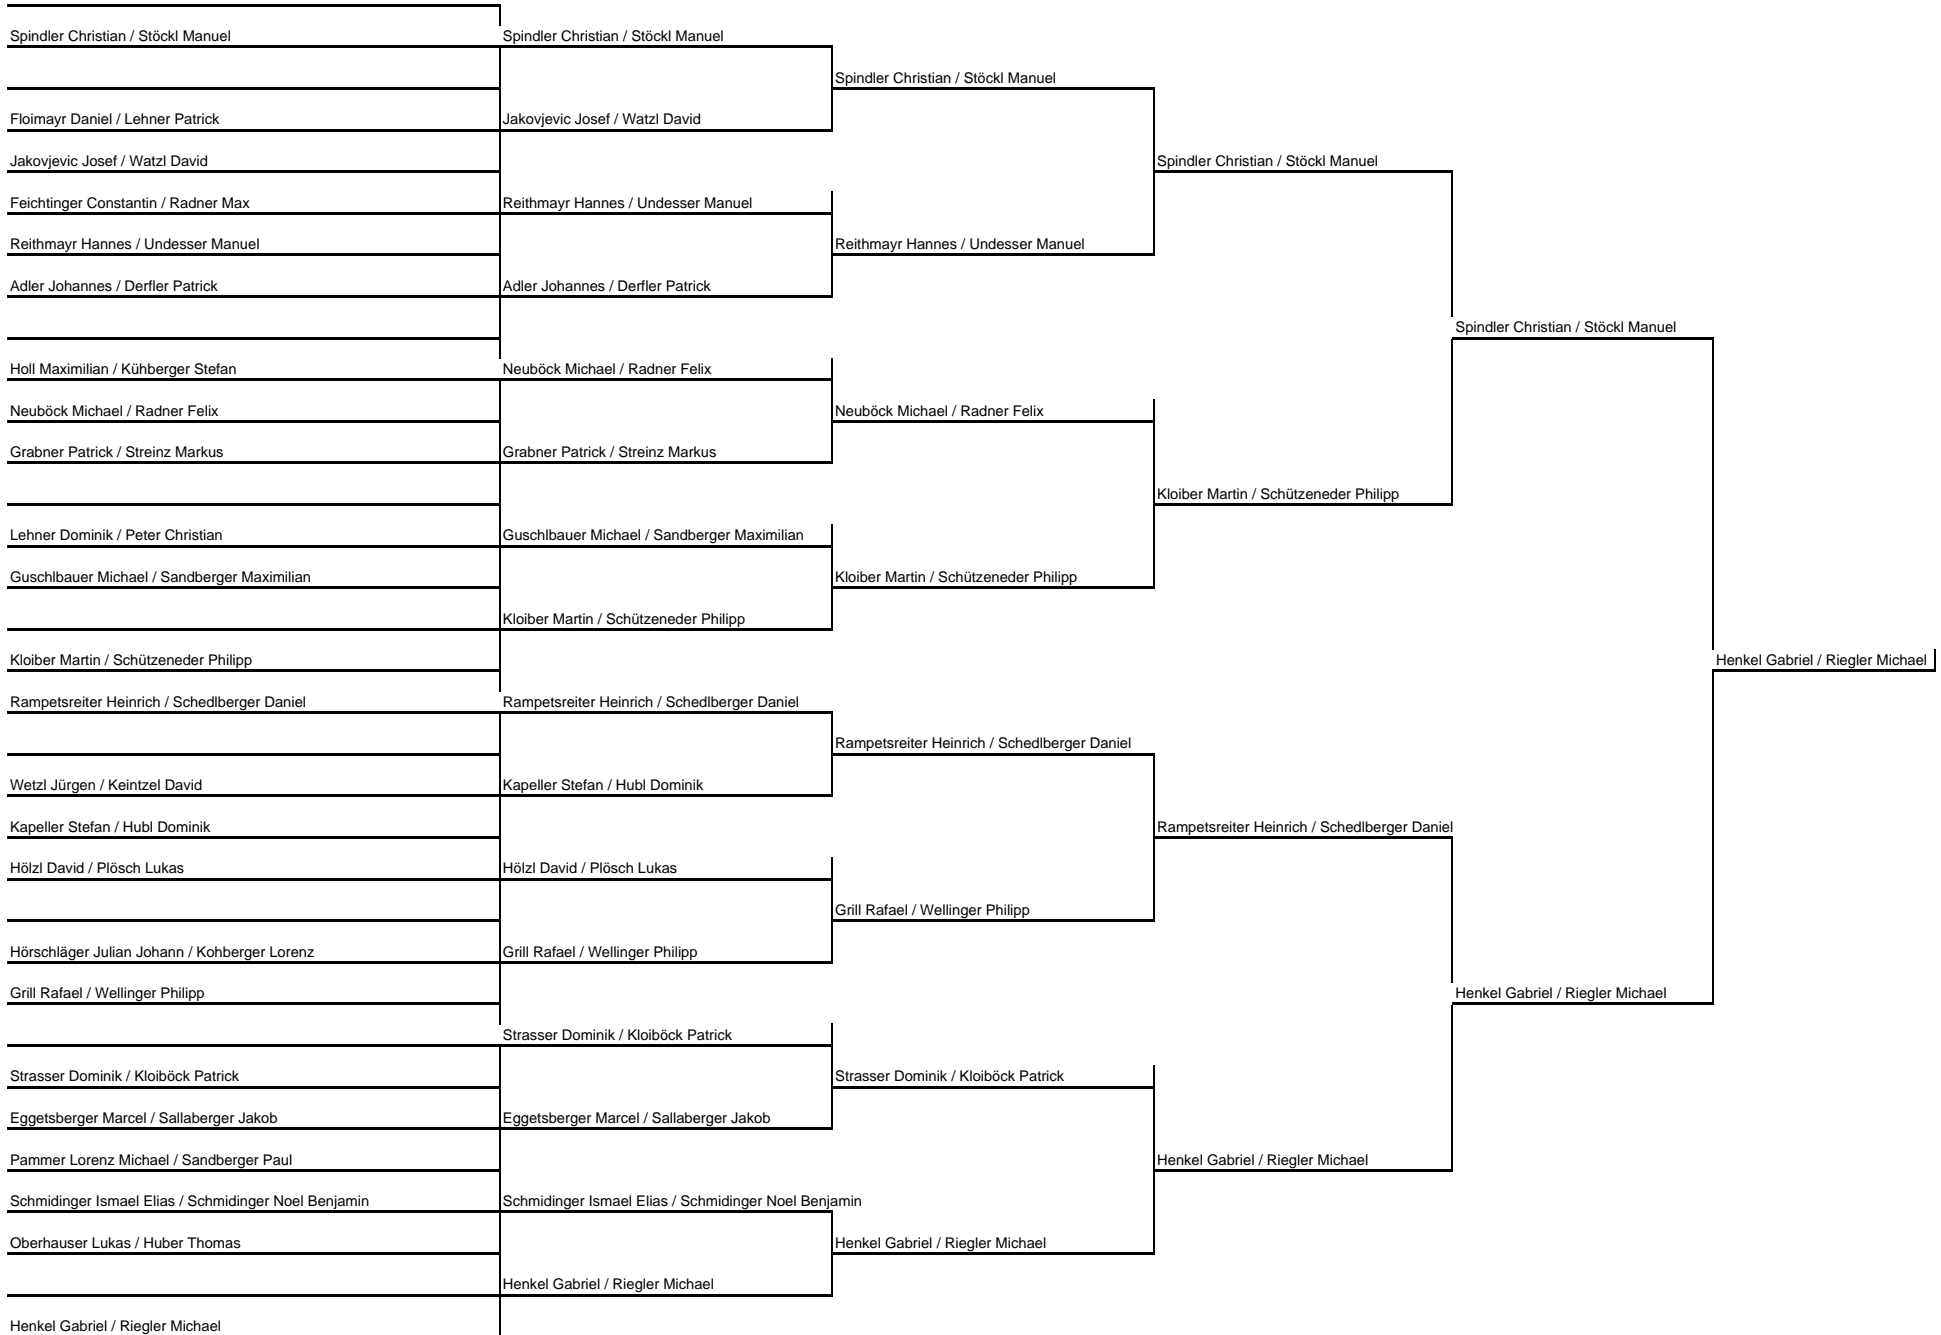 Spindler Christian / Stöckl Manuel
Floimayr Daniel / Lehner Patrick
Jakovjevic Josef / Watzl David
Feichtinger Constantin / Radner Max
Reithmayr Hannes / Undesser Manuel
Adler Johannes / Derfler Patrick
Holl Maximilian / Kühberger Stefan
Neuböck Michael / Radner Felix
Grabner Patrick / Streinz Markus
Lehner Dominik / Peter Christian
Guschlbauer Michael / Sandberger Maximilian
Kloiber Martin / Schützeneder Philipp
Rampetsreiter Heinrich / Schedlberger Daniel
Wetzl Jürgen / Keintzel David
Kapeller Stefan / Hubl Dominik
Hölzl David / Plösch Lukas
Hörschläger Julian Johann / Kohberger Lorenz
Grill Rafael / Wellinger Philipp
Strasser Dominik / Kloiböck Patrick
Eggetsberger Marcel / Sallaberger Jakob
Pammer Lorenz Michael / Sandberger Paul
Schmidinger Ismael Elias / Schmidinger Noel Benjamin
Oberhauser Lukas / Huber Thomas
Henkel Gabriel / Riegler Michael
Spindler Christian / Stöckl Manuel
Jakovjevic Josef / Watzl David
Reithmayr Hannes / Undesser Manuel
Adler Johannes / Derfler Patrick
Neuböck Michael / Radner Felix
Grabner Patrick / Streinz Markus
Guschlbauer Michael / Sandberger Maximilian
Kloiber Martin / Schützeneder Philipp
Rampetsreiter Heinrich / Schedlberger Daniel
Kapeller Stefan / Hubl Dominik
Hölzl David / Plösch Lukas
Grill Rafael / Wellinger Philipp
Strasser Dominik / Kloiböck Patrick
Eggetsberger Marcel / Sallaberger Jakob
Schmidinger Ismael Elias / Schmidinger Noel Benjamin
Henkel Gabriel / Riegler Michael
Spindler Christian / Stöckl Manuel
Reithmayr Hannes / Undesser Manuel
Neuböck Michael / Radner Felix
Kloiber Martin / Schützeneder Philipp
Rampetsreiter Heinrich / Schedlberger Daniel
Grill Rafael / Wellinger Philipp
Strasser Dominik / Kloiböck Patrick
Henkel Gabriel / Riegler Michael
Spindler Christian / Stöckl Manuel
Kloiber Martin / Schützeneder Philipp
Rampetsreiter Heinrich / Schedlberger Daniel
Henkel Gabriel / Riegler Michael
Spindler Christian / Stöckl Manuel
Henkel Gabriel / Riegler Michael
Henkel Gabriel / Riegler Michael